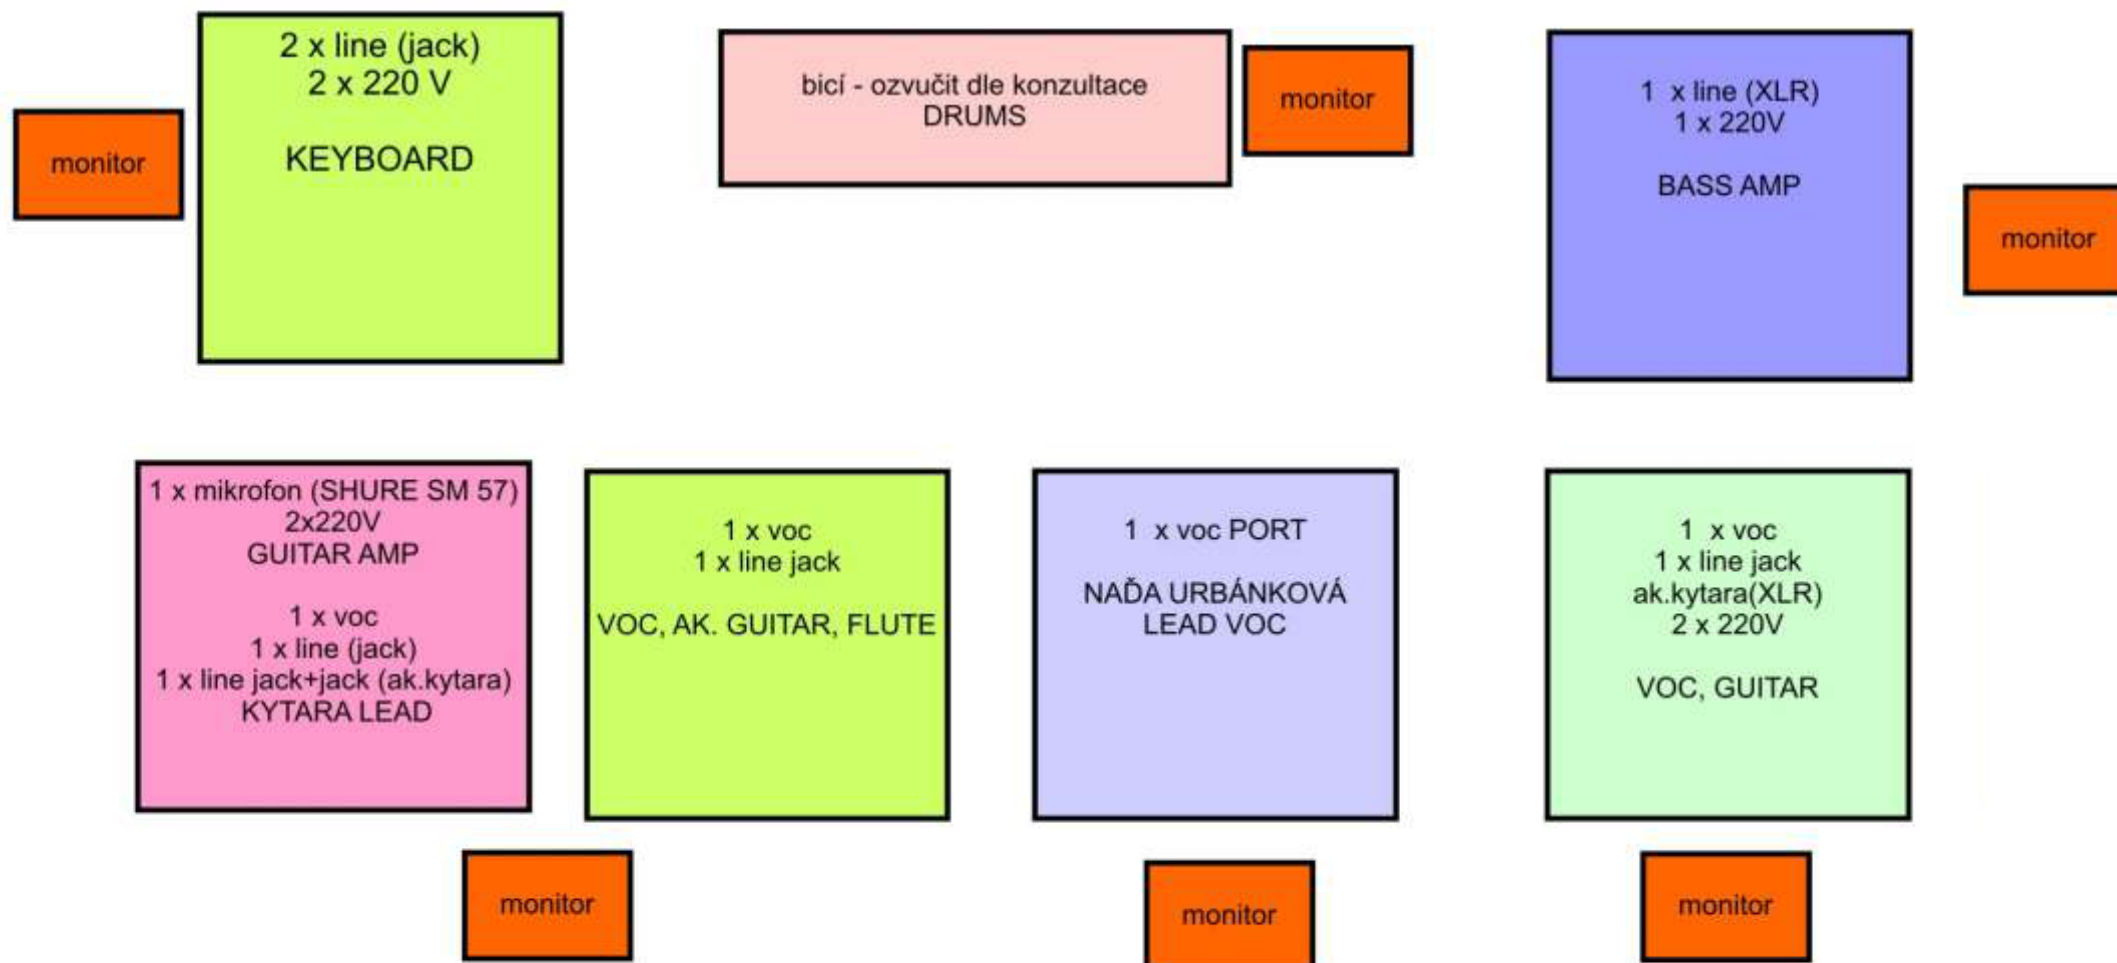 2 x line (jack)
2 x 220 V
KEYBOARD
monitor
bicí - ozvučit dle konzultace
DRUMS
monitor
1 x line (XLR)
1 x 220V
BASS AMP
monitor
1 x mikrofon (SHURE SM 57)
2x220V
GUITAR AMP
1 x voc
1 x line (jack)
1 x line jack+jack (ak.kytara)
KYTARA LEAD
1 x voc
1 x line jack
VOC, AK. GUITAR, FLUTE
1 x voc PORT
NAĎA URBÁNKOVÁ
LEAD VOC
1 x voc
1 x line jack
ak.kytara(XLR)
2 x 220V
VOC, GUITAR
monitor
monitor
monitor